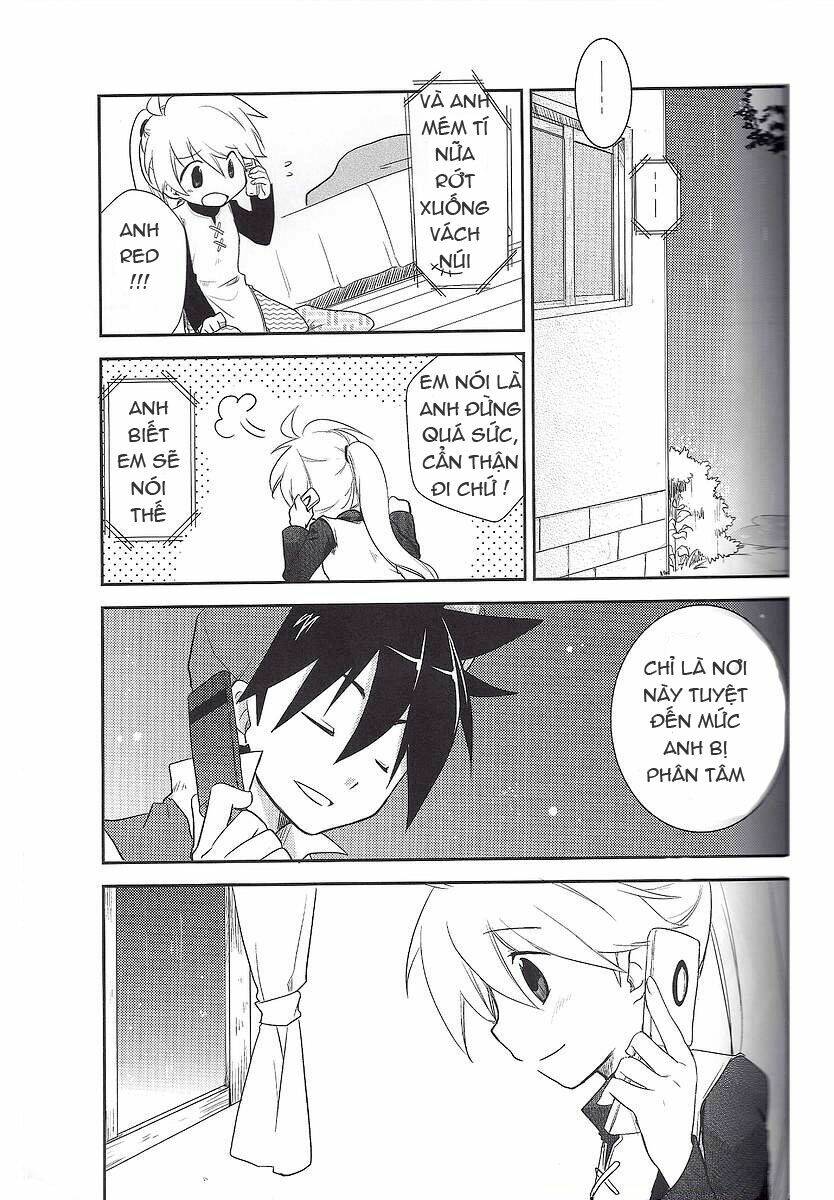 VÀ ANH
MÉM TÍ
NỮA
RỚT
XUỐNG
VÁCH
NÚI
ANH
RED
!!!
EM NÓI LÀ
ANH ĐỪNG
QUÁ SỨC,
CẨN THẬN
ĐI CHỨ !
ANH
BIẾT
EM SẼ
NÓI
THẾ
CHỈ LÀ NƠI
NÀY TUYỆT
ĐẾN MỨC
ANH BỊ
PHÂN TÂM